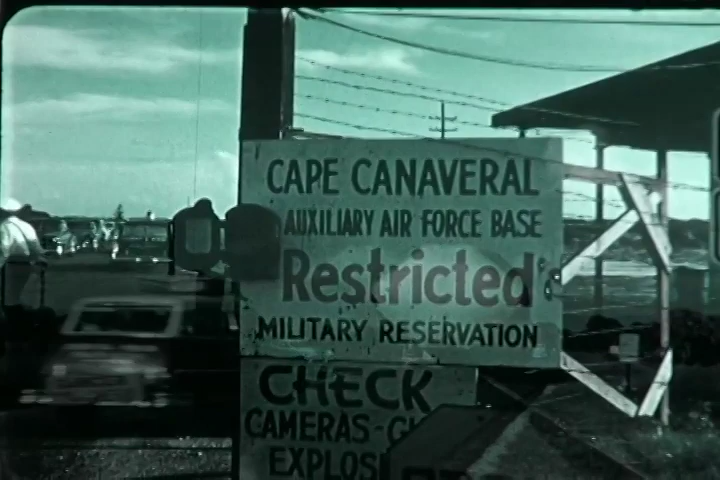 CAPE CANAVERAL
AUXILIARY AIR FORCE BASE
Restricted
MILITARY RESERVATION
CHECK
CAMERAS-